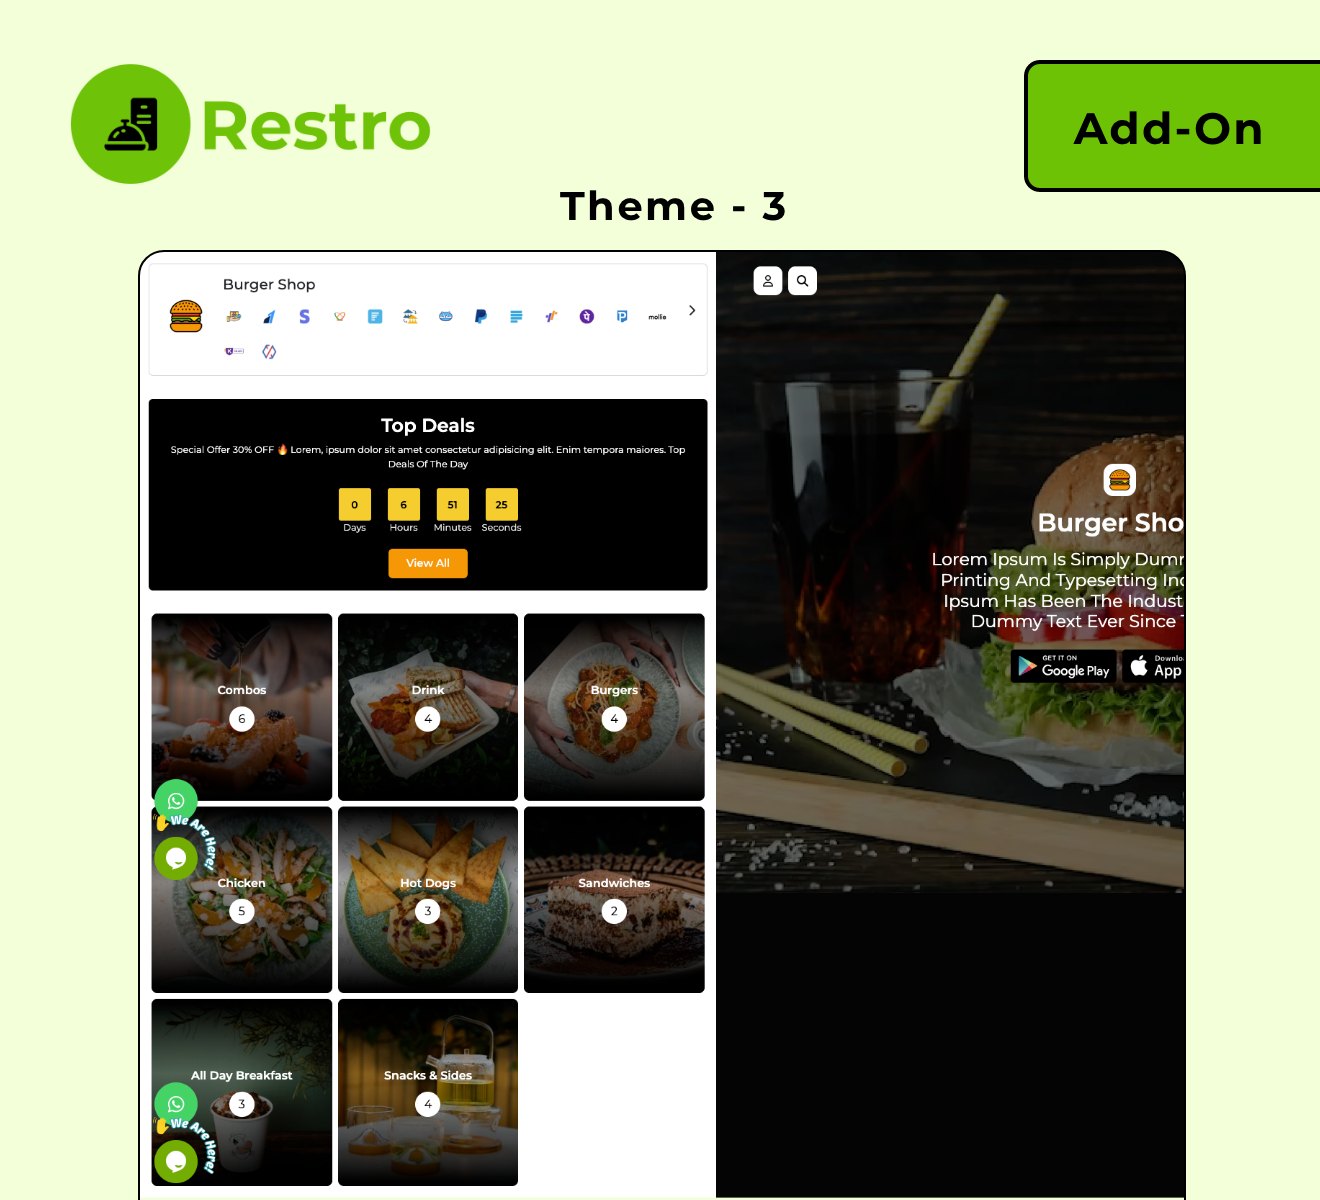 Restro
Add-On
Theme - 3
Burger Shop
S
mollie
Top Deals
Special Offer 30% OFF 🔥 Lorem, ipsum dolor sit amet consectetur adipisicing elit. Enim tempora maiores. Top
Deals Of The Day
0 6 51 25
Days Hours Minutes Seconds
View All
Combos
6
Drink
4
Burgers
4
We Are Here!
Chicken
5
Hot Dogs
3
Sandwiches
2
All Day Breakfast
3
Snacks & Sides
4
We Are Here!
Burger Sho
Lorem Ipsum Is Simply Dumm
Printing And Typesetting Ind
Ipsum Has Been The Indust
Dummy Text Ever Since T
GET IT ON
Google Play
Downlo
App